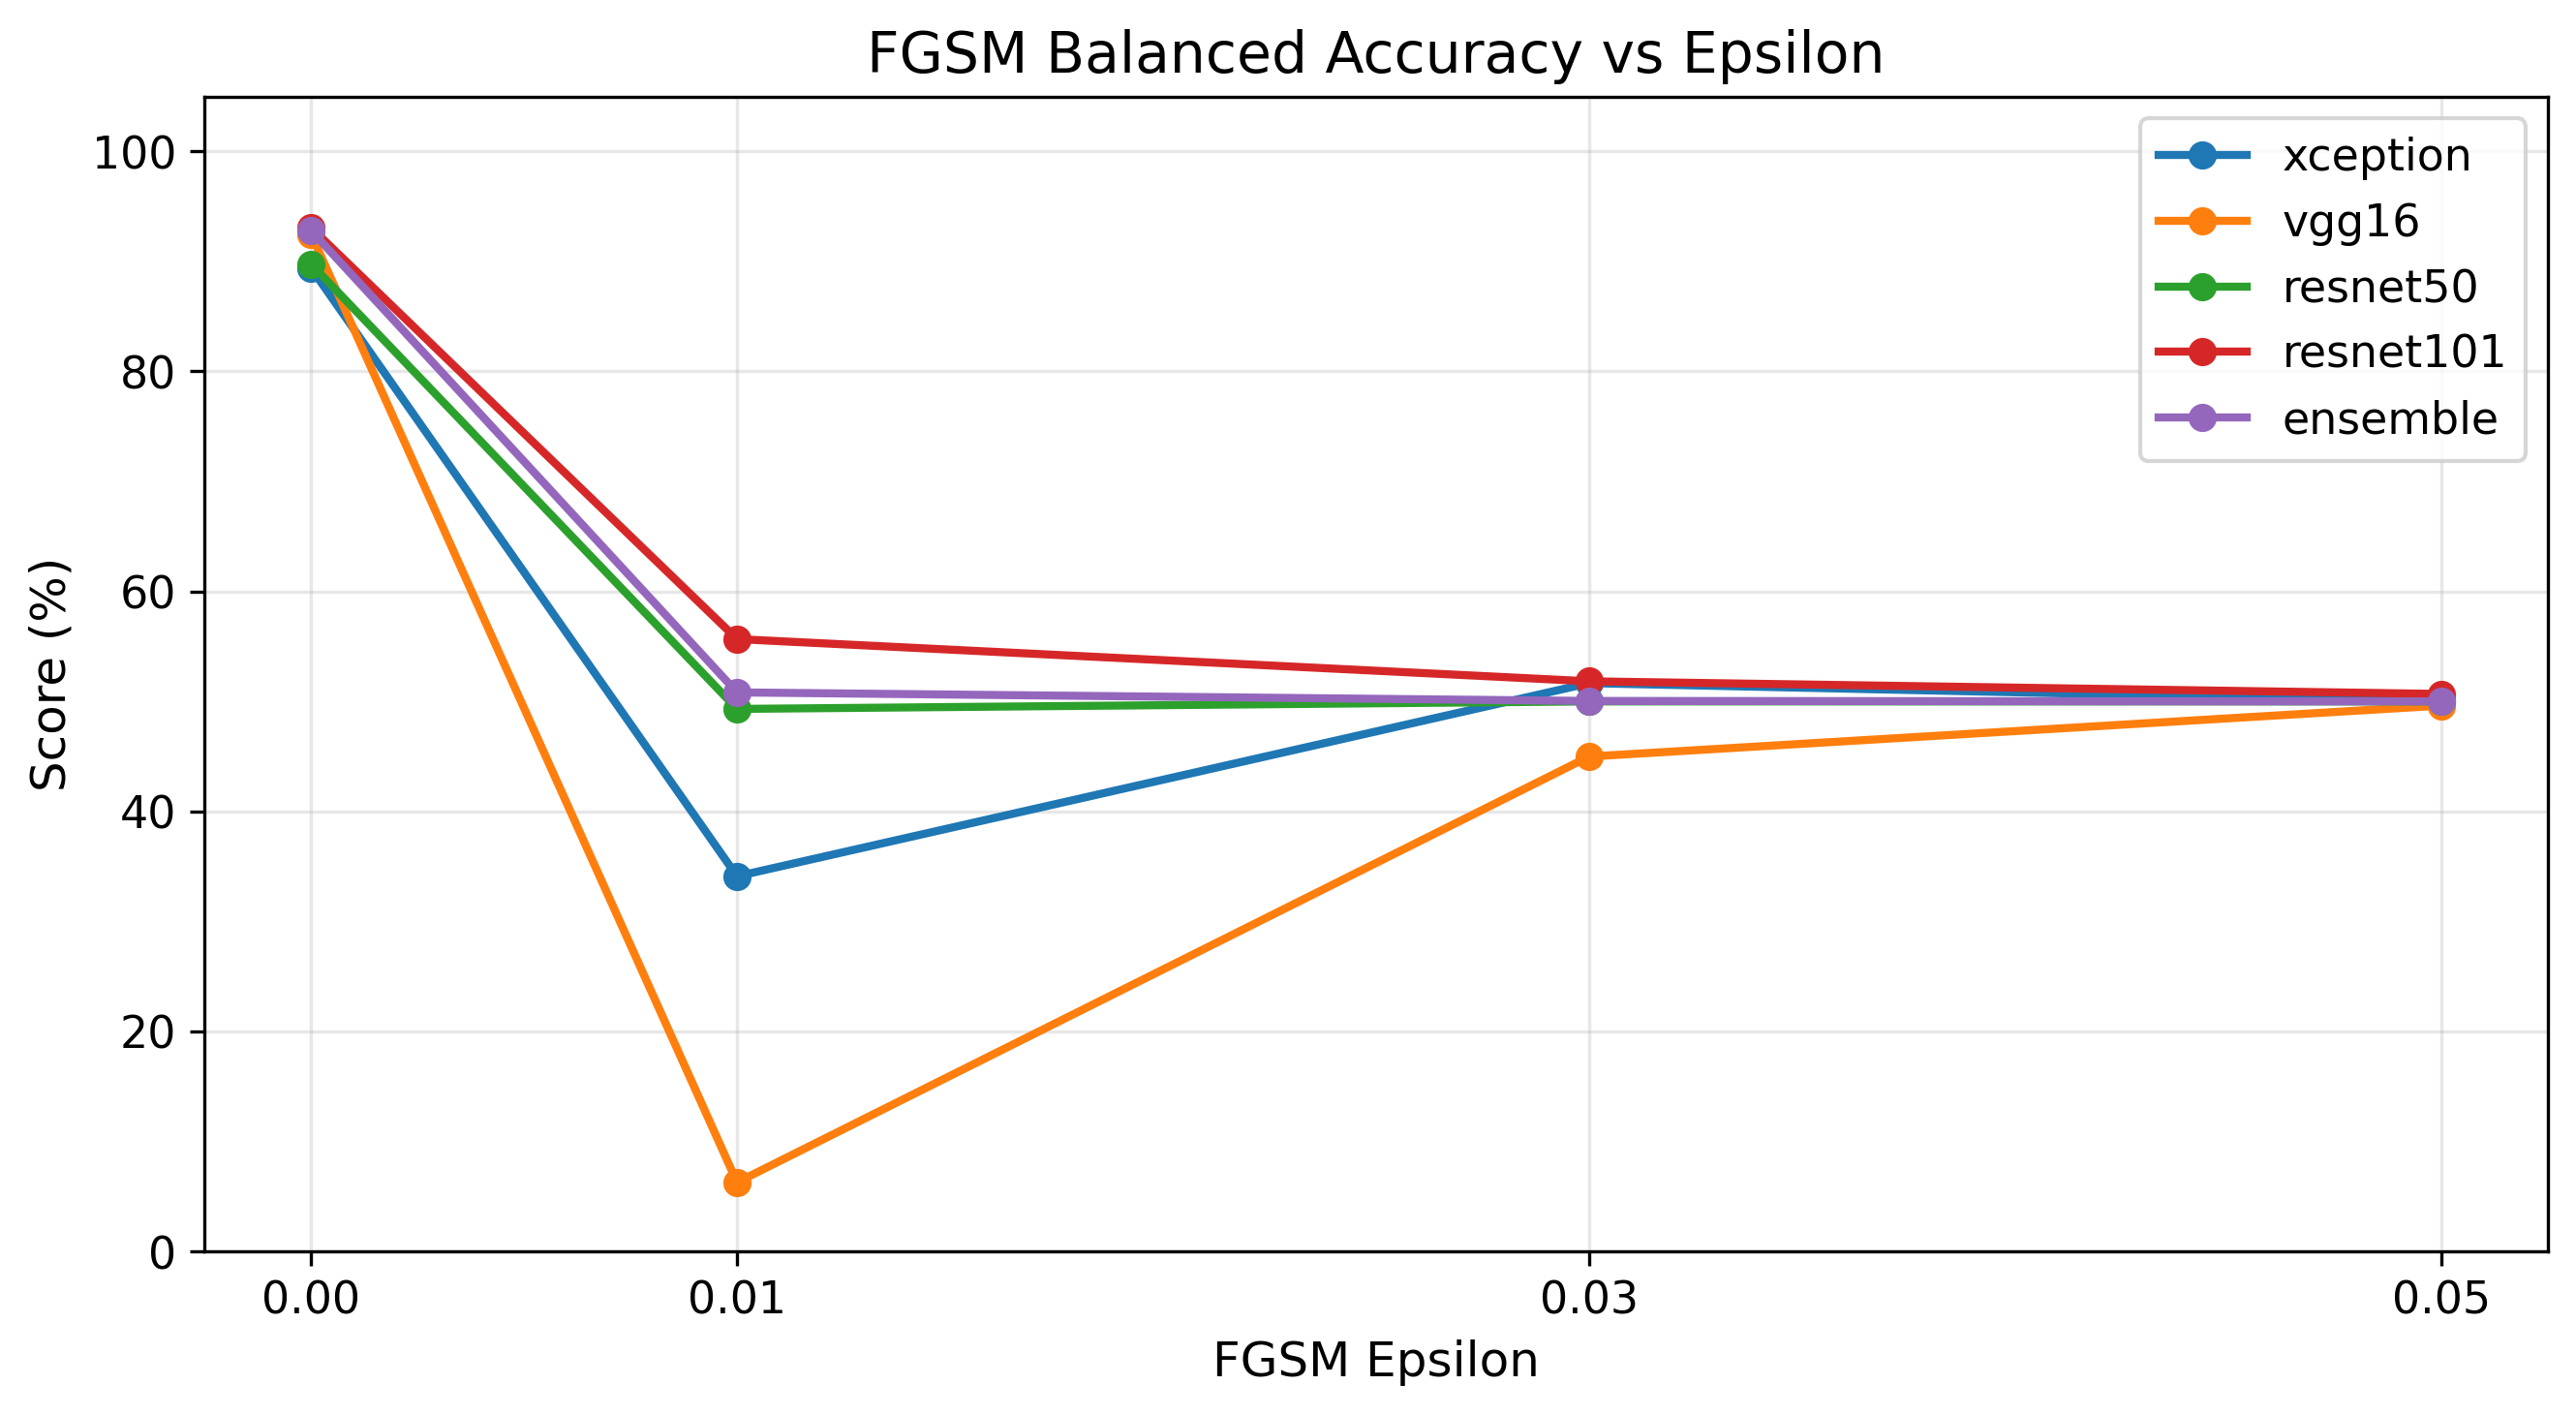 FGSM Balanced Accuracy vs Epsilon
100
80
60
40
20
0
Score (%)
xception
vgg16
resnet50
resnet101
ensemble
0.00
0.01
0.03
0.05
FGSM Epsilon